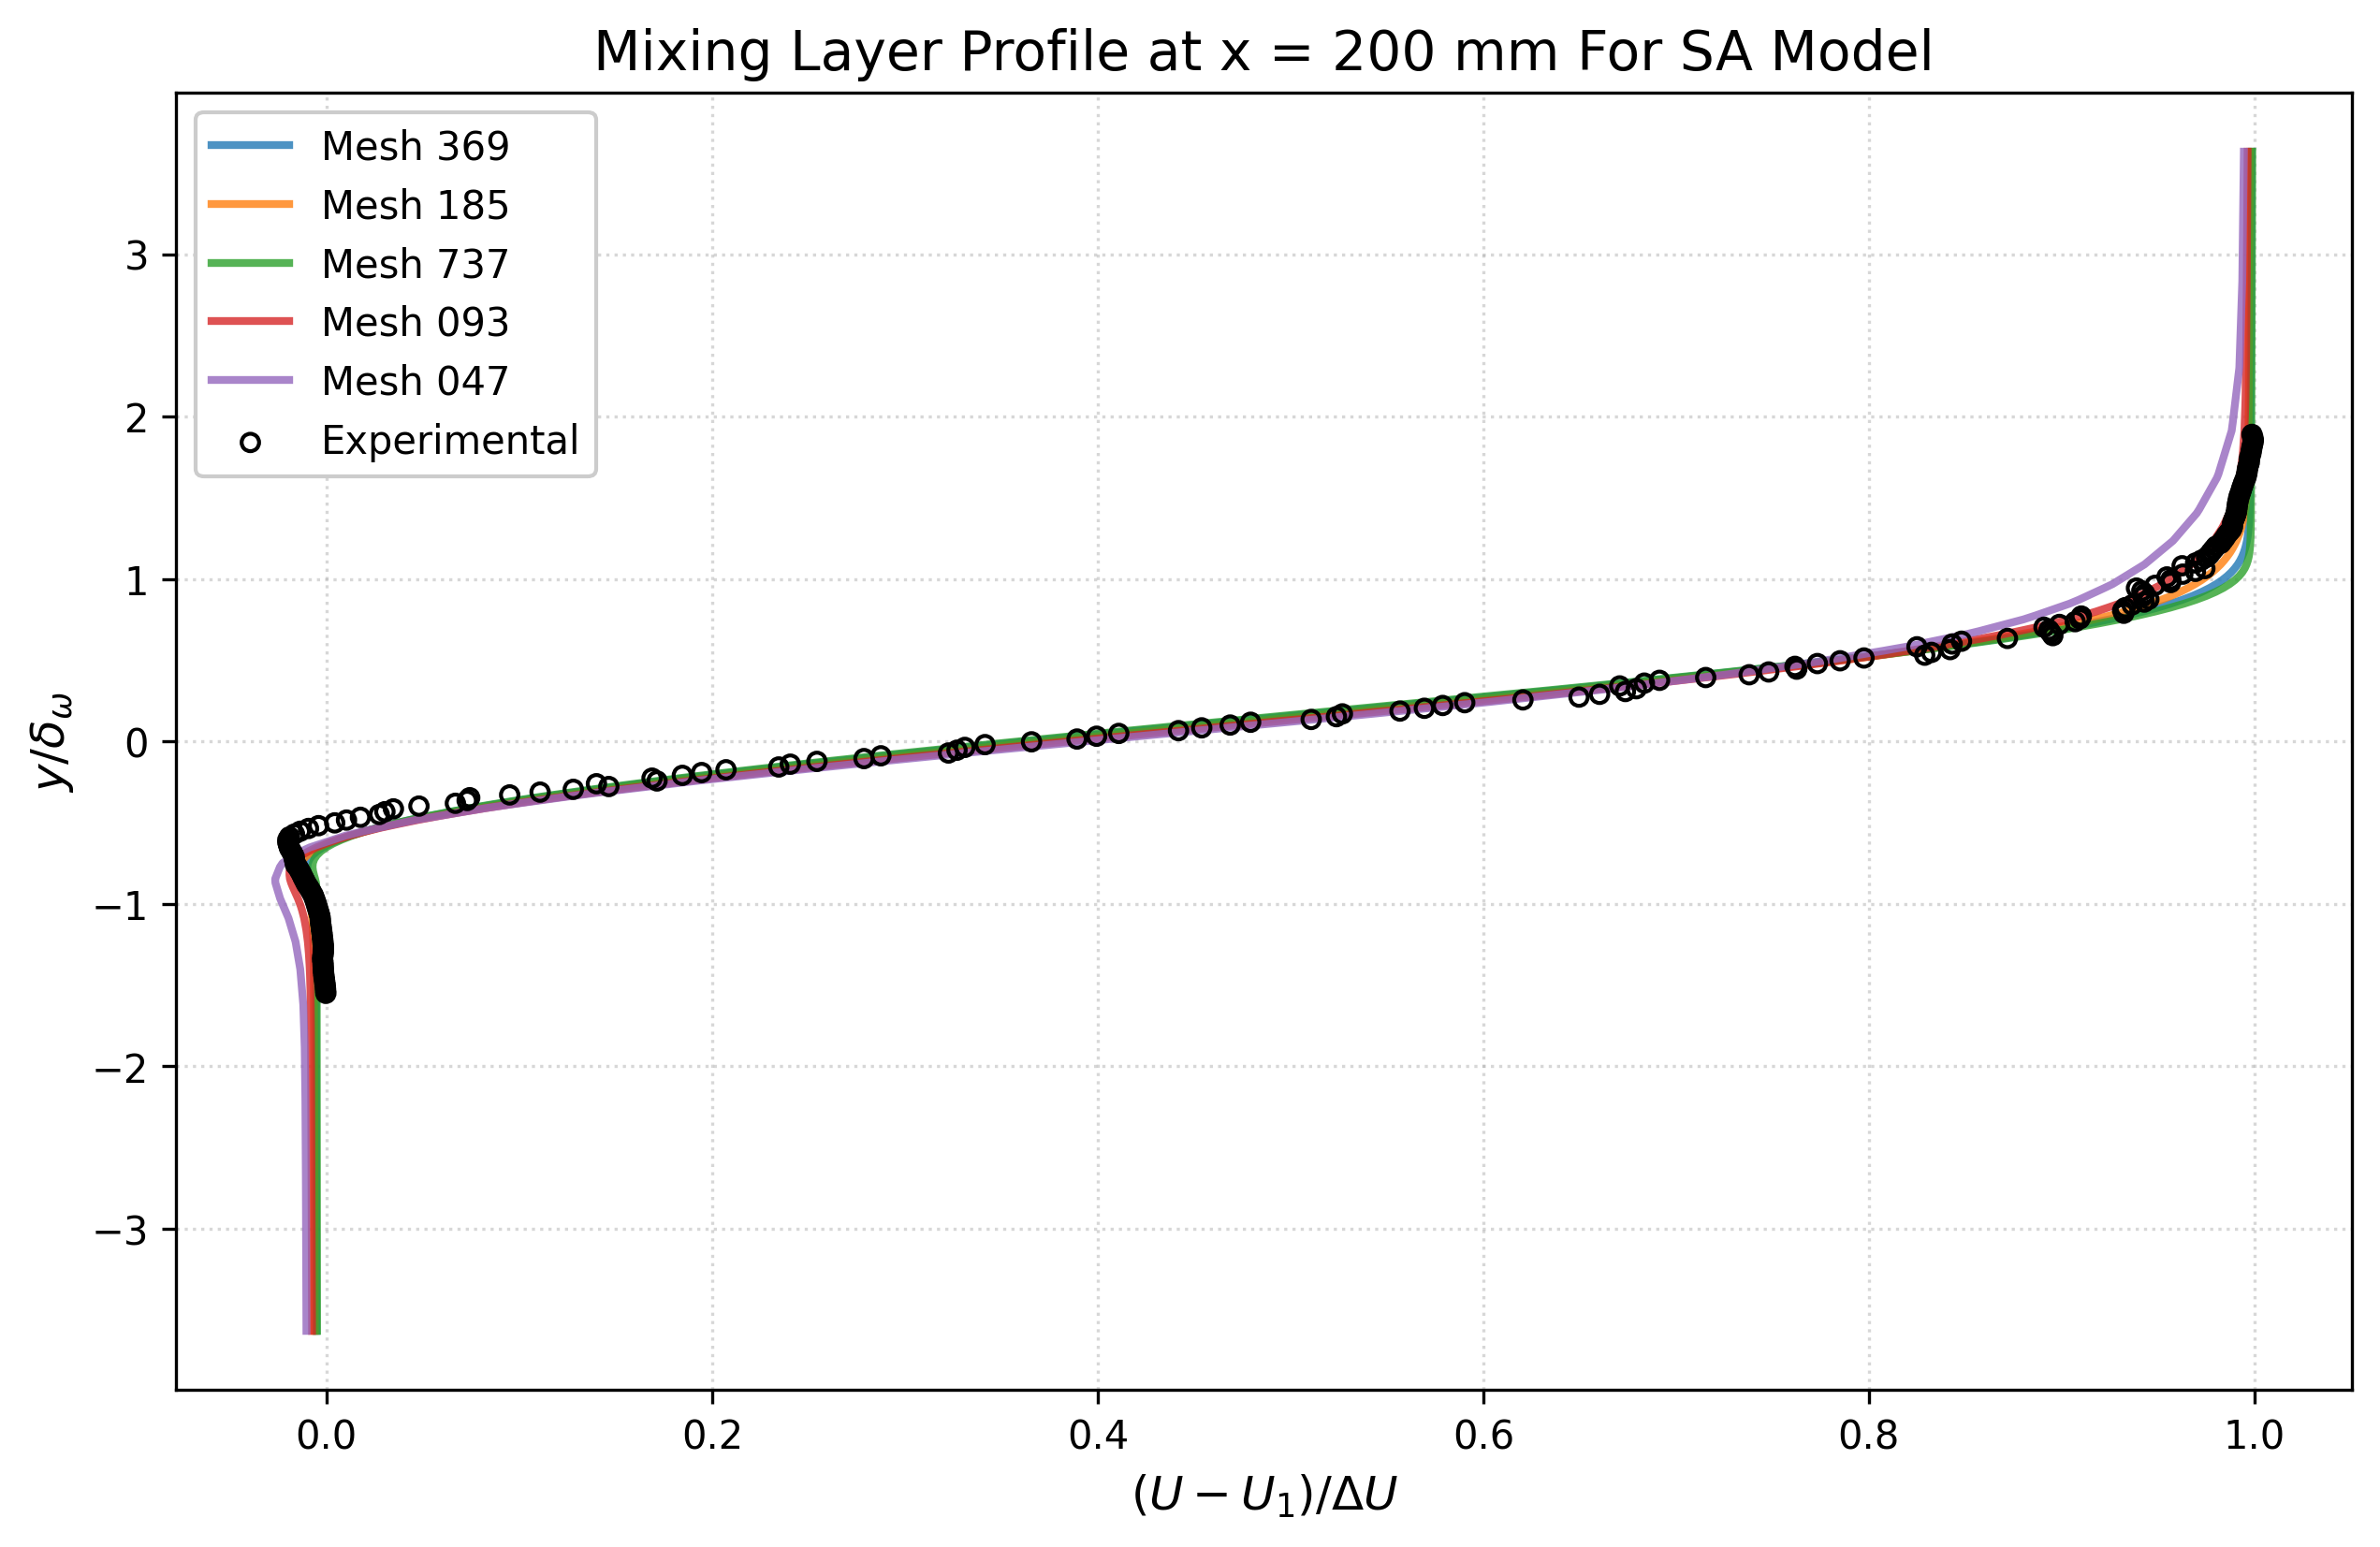 Mixing Layer Profile at x = 200 mm For SA Model
Mesh 369
Mesh 185
Mesh 737
Mesh 093
Mesh 047
Experimental
3
2
1
0
−1
−2
−3
y/δω
0.0 0.2 0.4 0.6 0.8 1.0
(U − U₁)/ΔU